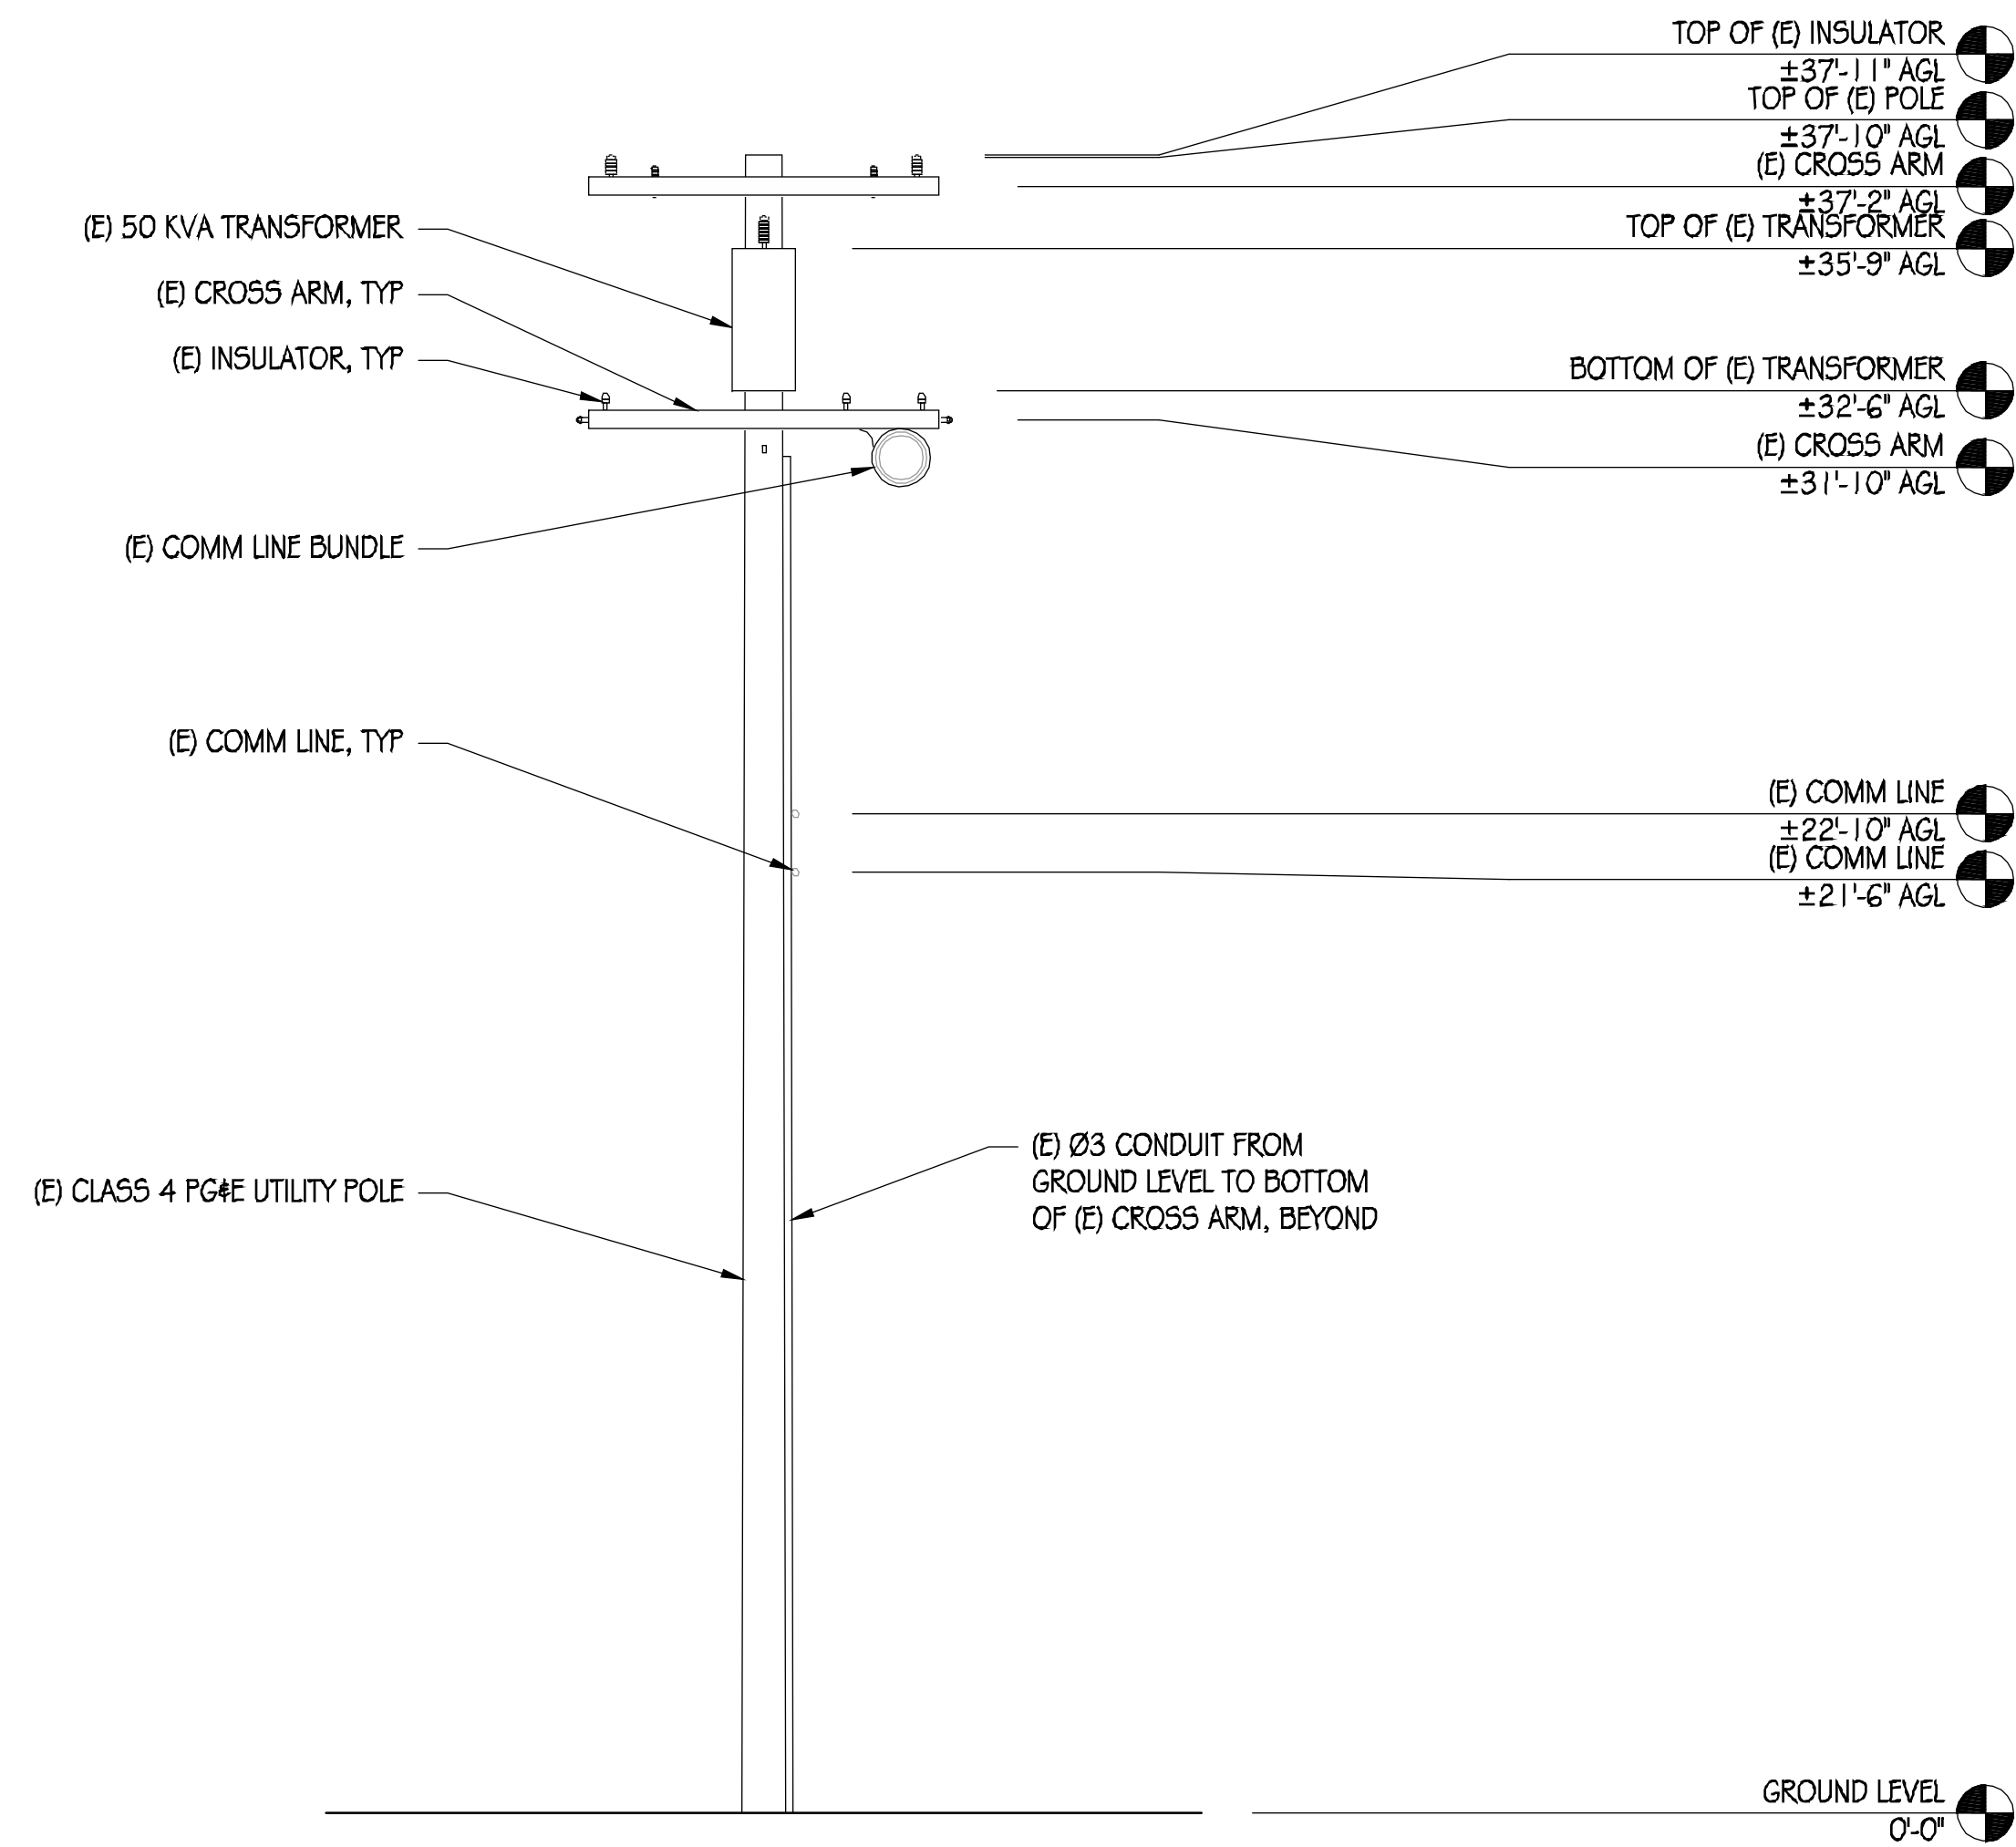 TOP OF (E) INSULATOR
±37'-11" AGL
TOP OF (E) POLE
±37'-10" AGL
(E) CROSS ARM
±37'-2" AGL
TOP OF (E) TRANSFORMER
±35'-9" AGL
(E) 50 KVA TRANSFORMER
(E) CROSS ARM, TYP
(E) INSULATOR, TYP
BOTTOM OF (E) TRANSFORMER
±32'-6" AGL
(E) CROSS ARM
±31'-10" AGL
(E) COMM LINE BUNDLE
(E) COMM LINE, TYP
(E) COMM LINE
±22'-10" AGL
(E) COMM LINE
±21'-6" AGL
(E) Ø3 CONDUIT FROM
GROUND LEVEL TO BOTTOM
OF (E) CROSS ARM, BEYOND
(E) CLASS 4 PG&E UTILITY POLE
GROUND LEVEL
0'-0"